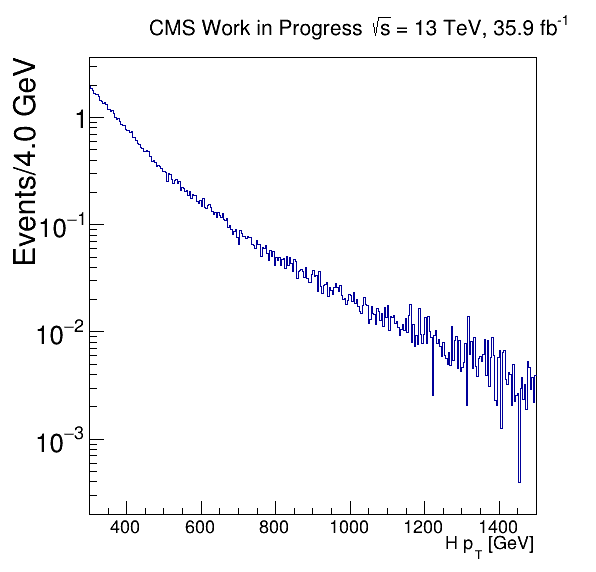 CMS Work in Progress √s = 13 TeV, 35.9 fb⁻¹
Events/4.0 GeV
1
10⁻¹
10⁻²
10⁻³
400 600 800 1000 1200 1400
H p_T [GeV]